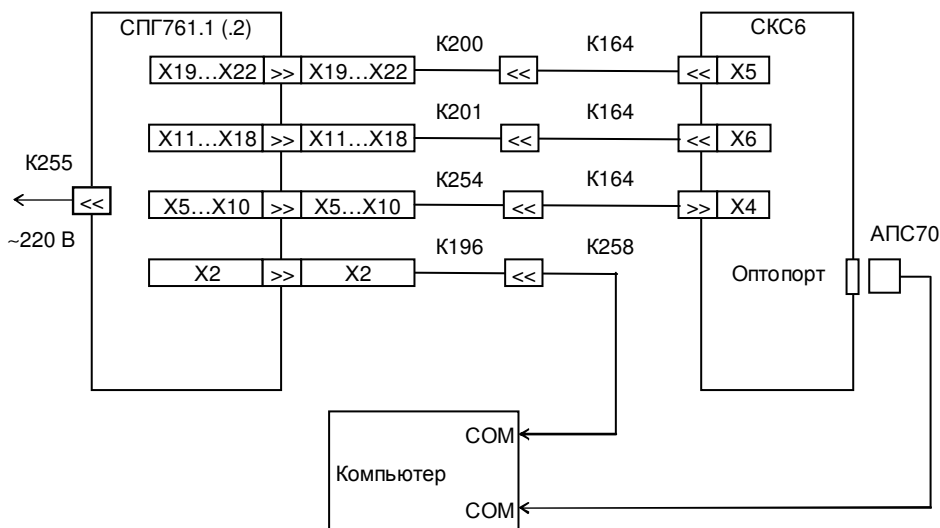 СПГ761.1 (.2)
СКС6
К200
К164
X19...X22 >> X19...X22 << << X5
К201
К164
X11...X18 >> X11...X18 << << X6
К255
К254
К164
<< X5...X10 >> X5...X10 << >> X4
~220 В
К196
К258
АПС70
X2 >> X2 <<
Оптопорт
COM
Компьютер
COM